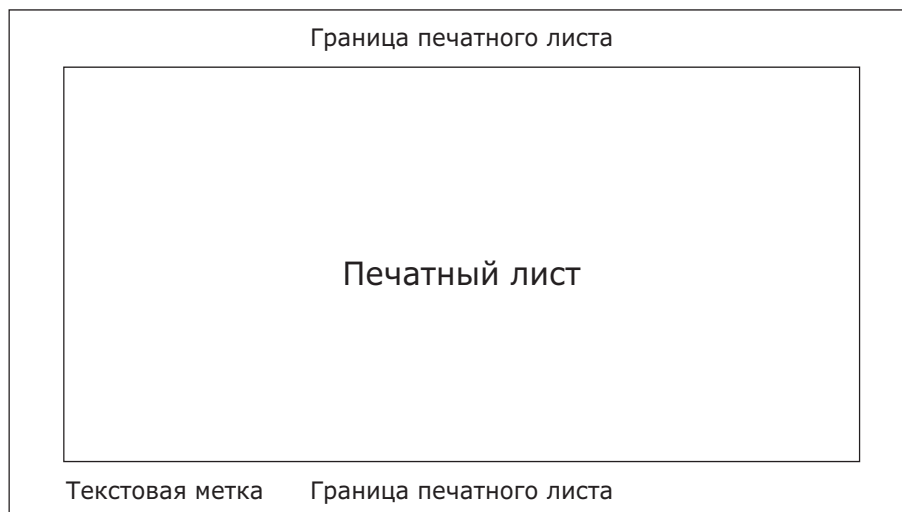 Граница печатного листа
Печатный лист
Текстовая метка Граница печатного листа